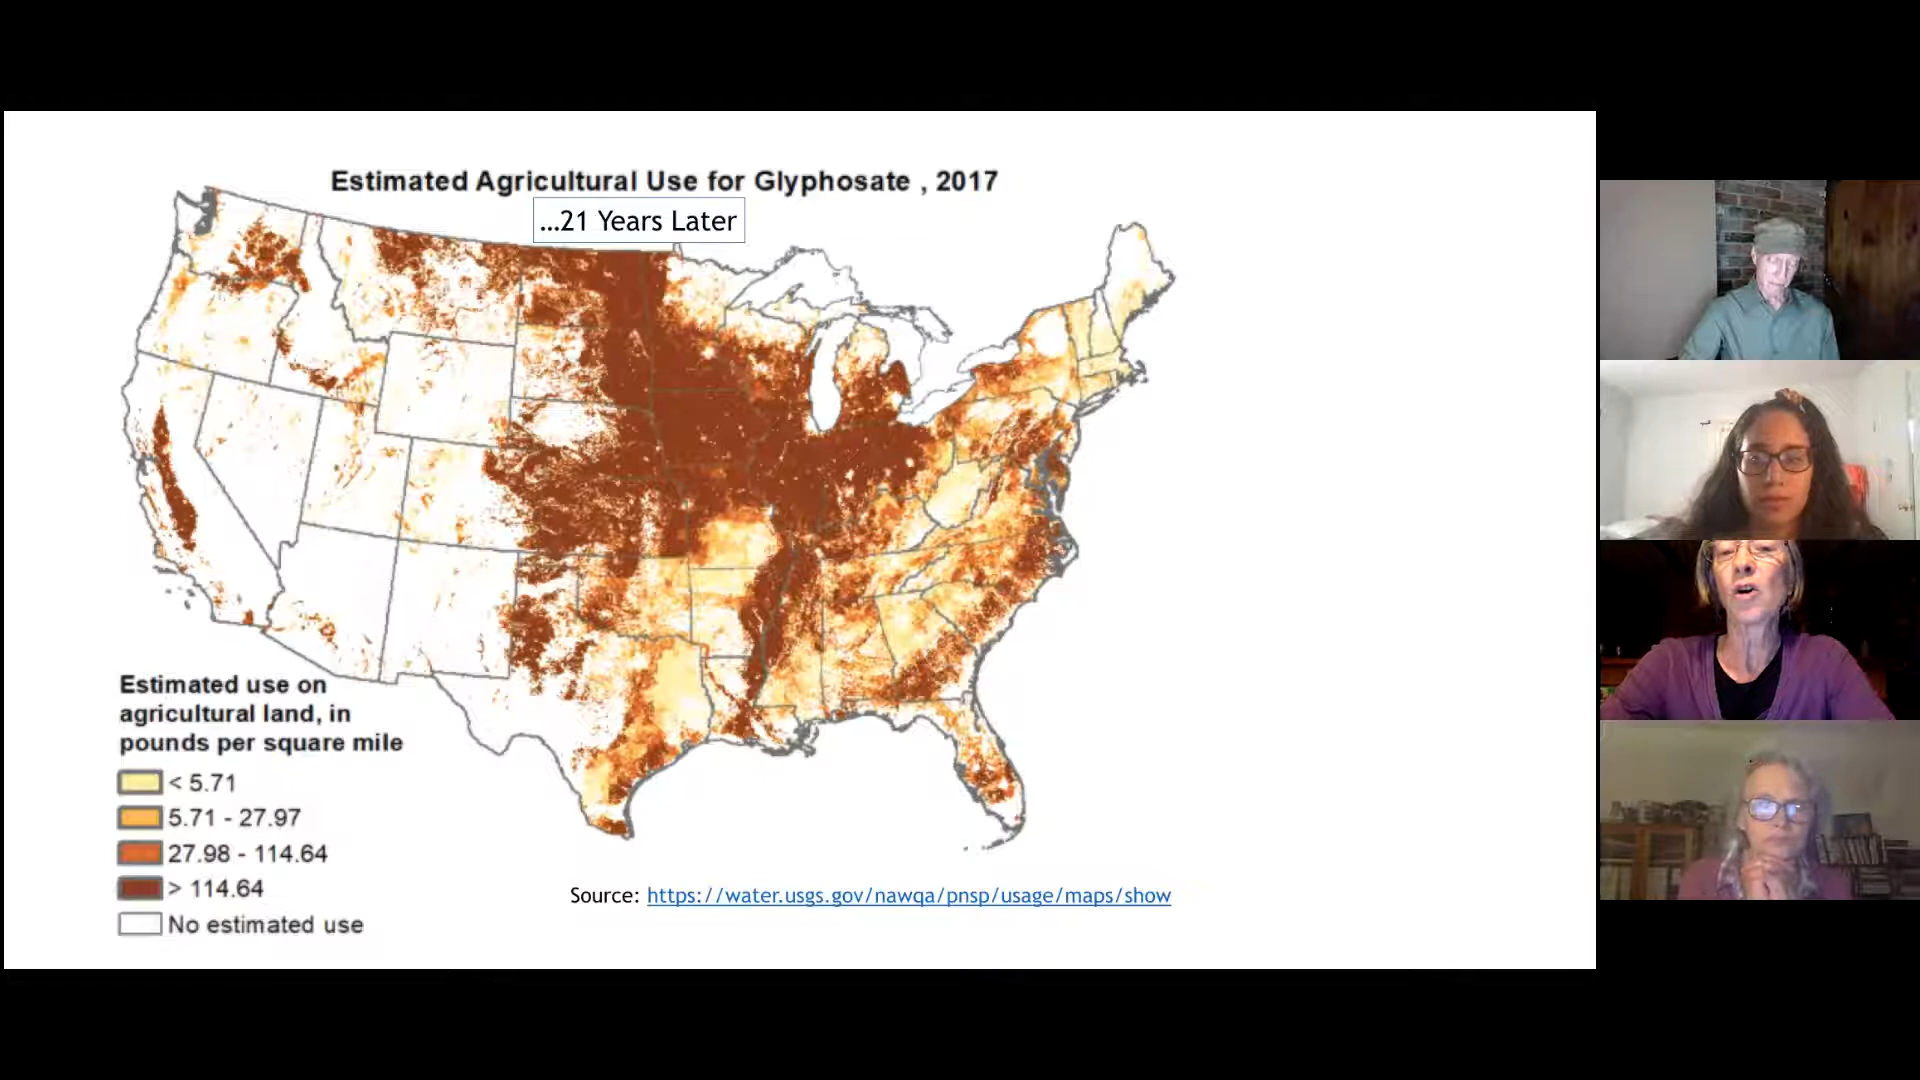 Estimated Agricultural Use for Glyphosate , 2017
...21 Years Later
Estimated use on
agricultural land, in
pounds per square mile
< 5.71
5.71 - 27.97
27.98 - 114.64
> 114.64
No estimated use
Source: https://water.usgs.gov/nawqa/pnsp/usage/maps/show